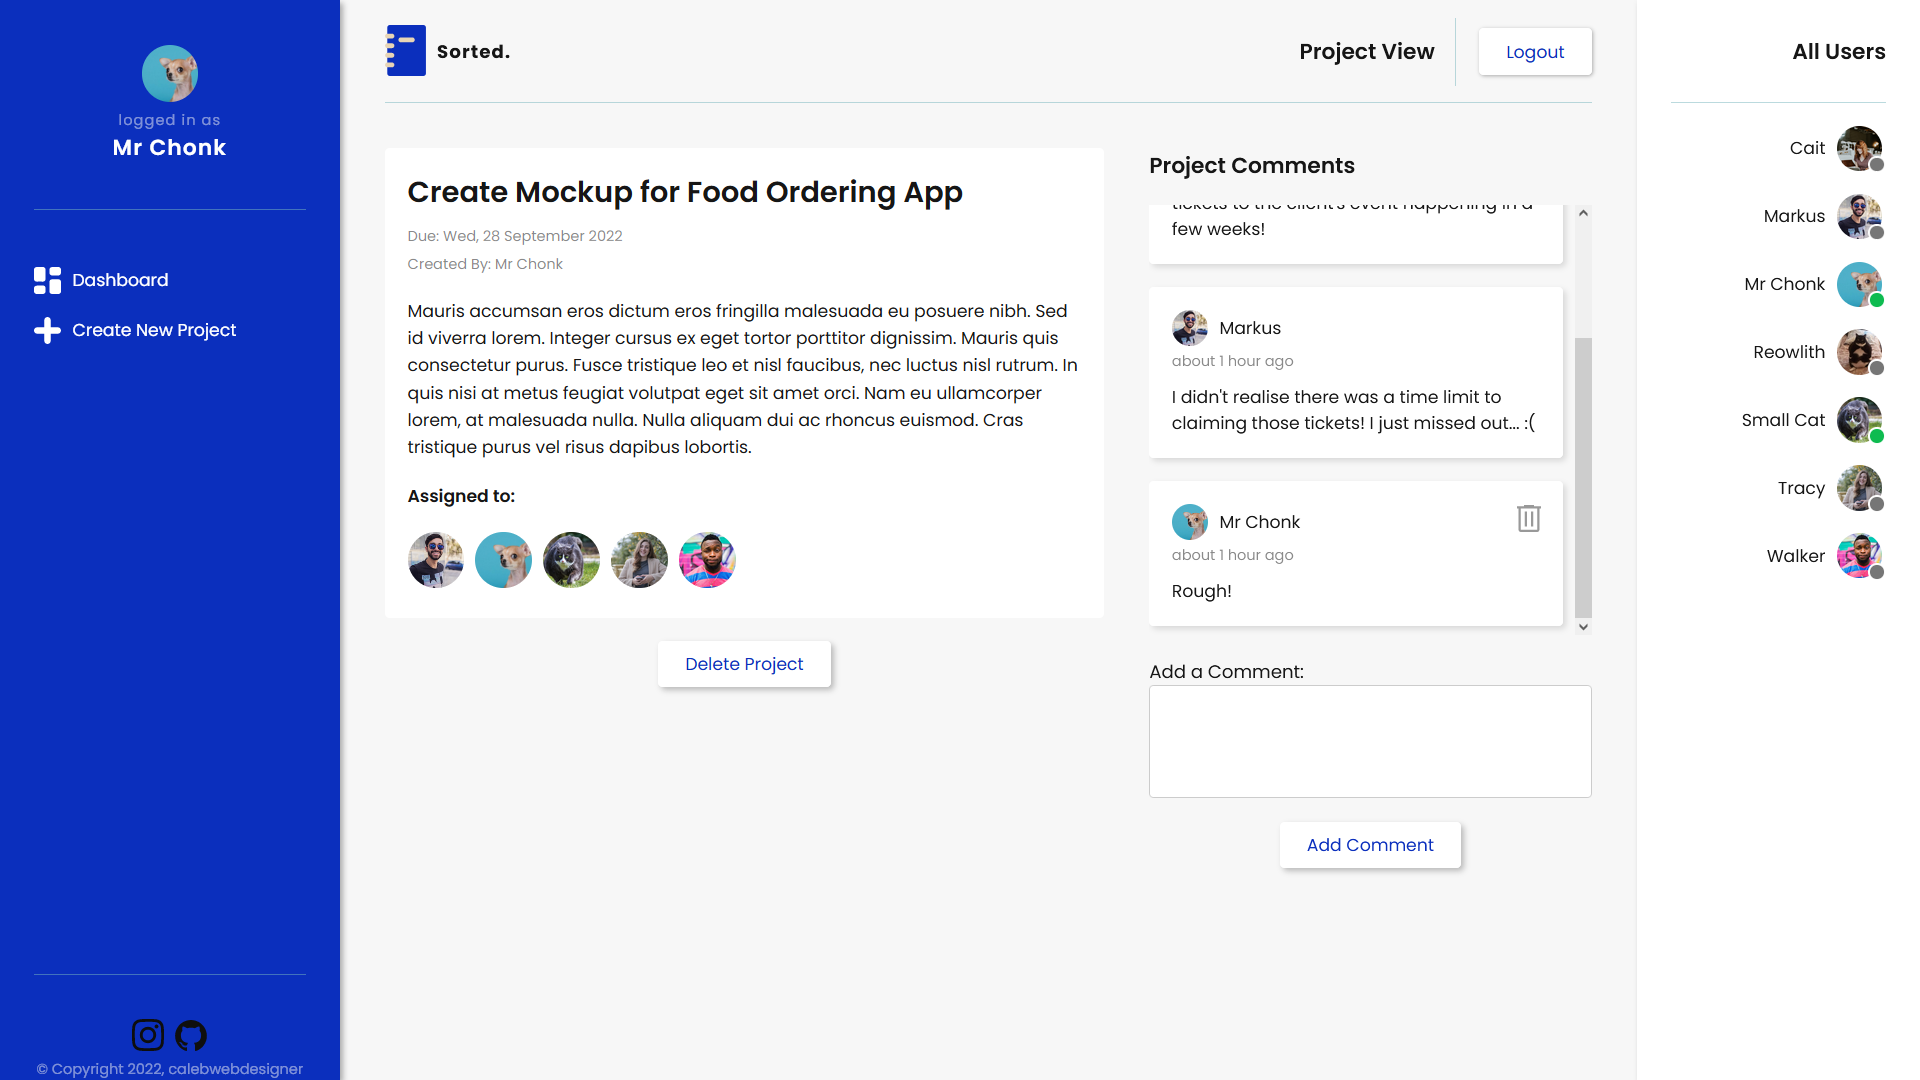 logged in as
Mr Chonk
Dashboard
Create New Project
© Copyright 2022, calebwebdesigner
Sorted.
Project View
Logout
Create Mockup for Food Ordering App
Due: Wed, 28 September 2022
Created By: Mr Chonk
Mauris accumsan eros dictum eros fringilla malesuada eu posuere nibh. Sed
id viverra lorem. Integer cursus ex eget tortor porttitor dignissim. Mauris quis
consectetur purus. Fusce tristique leo et nisl faucibus, nec luctus nisl rutrum. In
quis nisi at metus feugiat volutpat eget sit amet orci. Nam eu ullamcorper
lorem, at malesuada nulla. Nulla aliquam dui ac rhoncus euismod. Cras
tristique purus vel risus dapibus lobortis.
Assigned to:
Delete Project
Project Comments
tickets to the client's event happening in a
few weeks!
Markus
about 1 hour ago
I didn't realise there was a time limit to
claiming those tickets! I just missed out... :(
Mr Chonk
about 1 hour ago
Rough!
Add a Comment:
Add Comment
All Users
Cait
Markus
Mr Chonk
Reowlith
Small Cat
Tracy
Walker